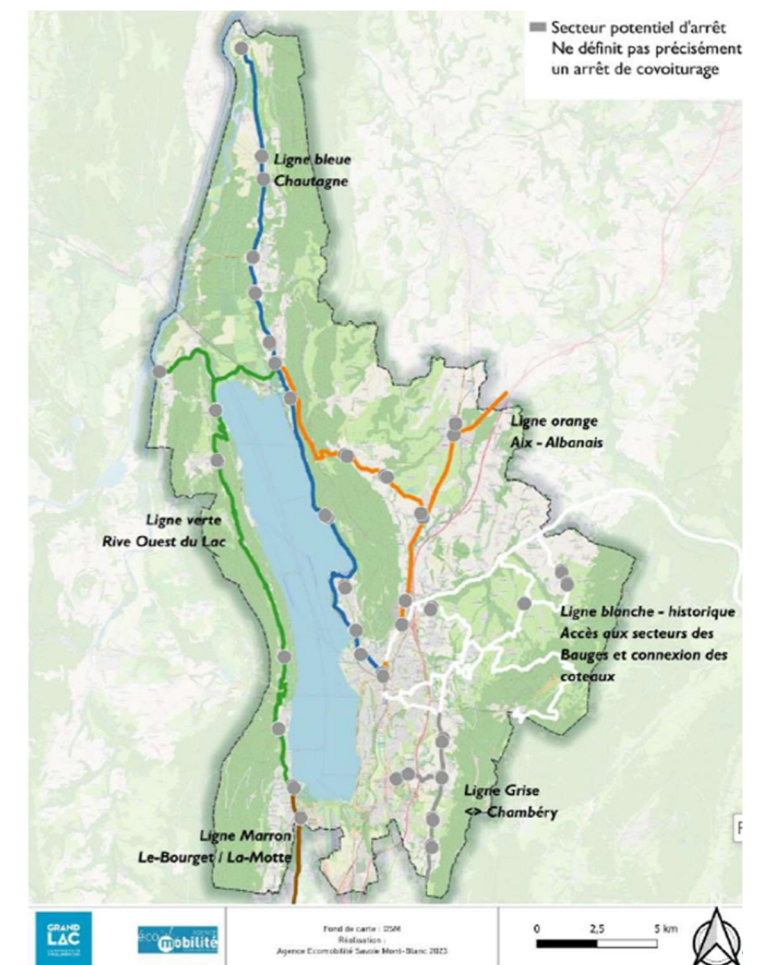 Secteur potentiel d'arrêt
Ne définit pas précisément
un arrêt de covoiturage
Ligne bleue
Chautagne
Ligne orange
Aix - Albanais
Ligne verte
Rive Ouest du Lac
Ligne blanche - historique
Accès aux secteurs des
Bauges et connexion des
coteaux
Ligne Grise
<> Chambéry
Ligne Marron
Le-Bourget / La-Motte
GRAND
LAC
écomobilité
Fond de carte :
Réalisation :
Agence Ecomobilité Savoie Mont-Blanc 2023
0 2,5 5 km